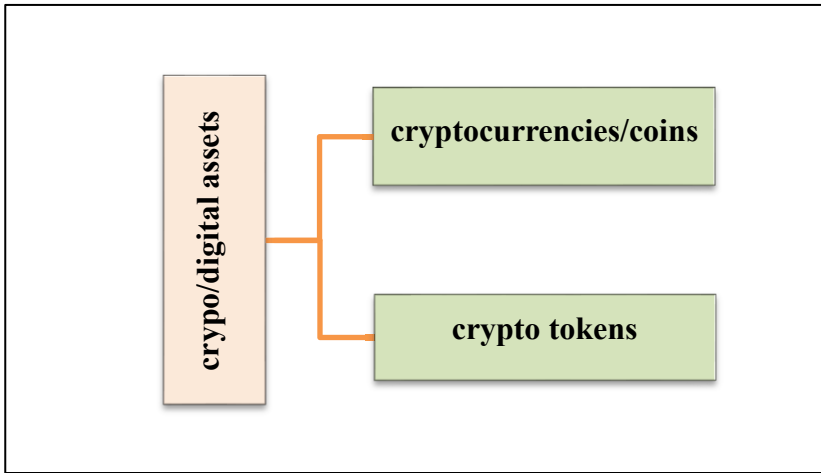 crypo/digital assets
cryptocurrencies/coins
crypto tokens